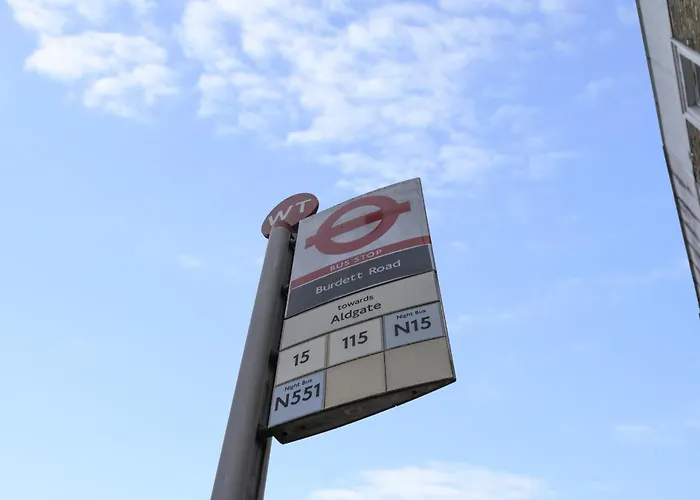 WT
BUS STOP
Burdett Road
towards
Aldgate
15
115
Night Bus
N15
Night Bus
N551